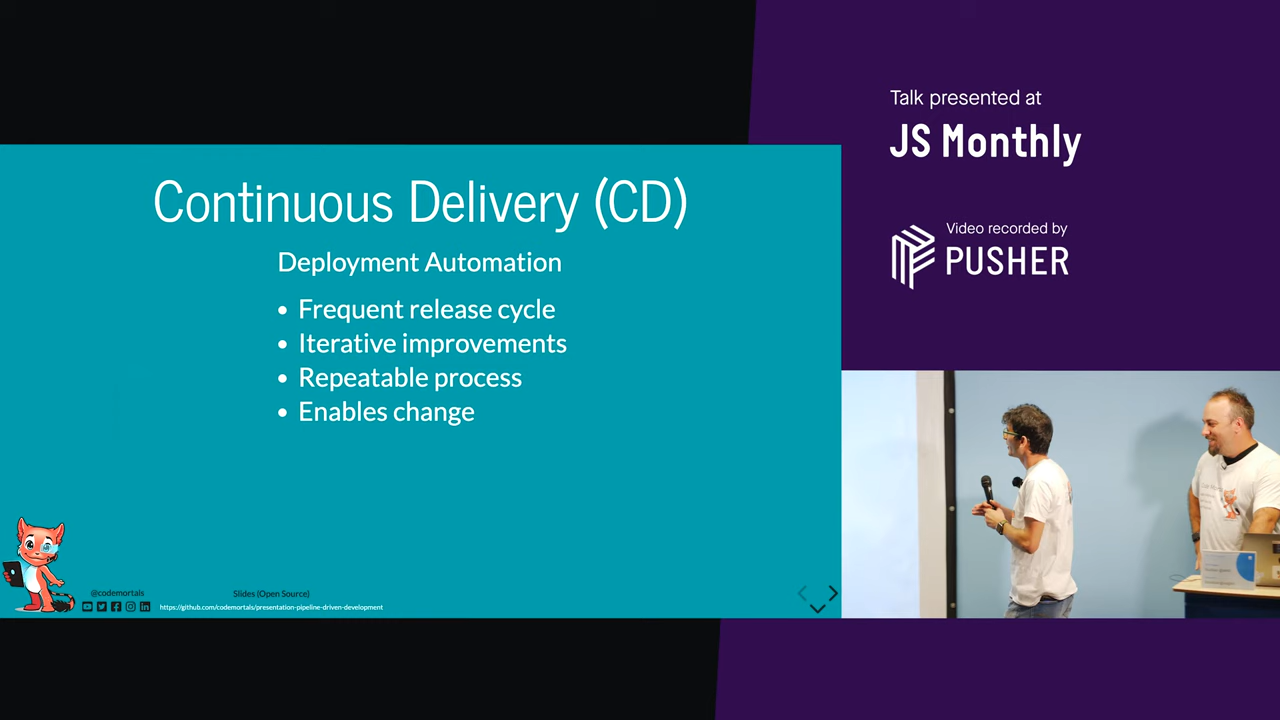 Talk presented at
JS Monthly
Video recorded by
PUSHER
Continuous Delivery (CD)
Deployment Automation
• Frequent release cycle
• Iterative improvements
• Repeatable process
• Enables change
@codemortals
Slides (Open Source)
https://github.com/codemortals/presentation-pipeline-driven-development